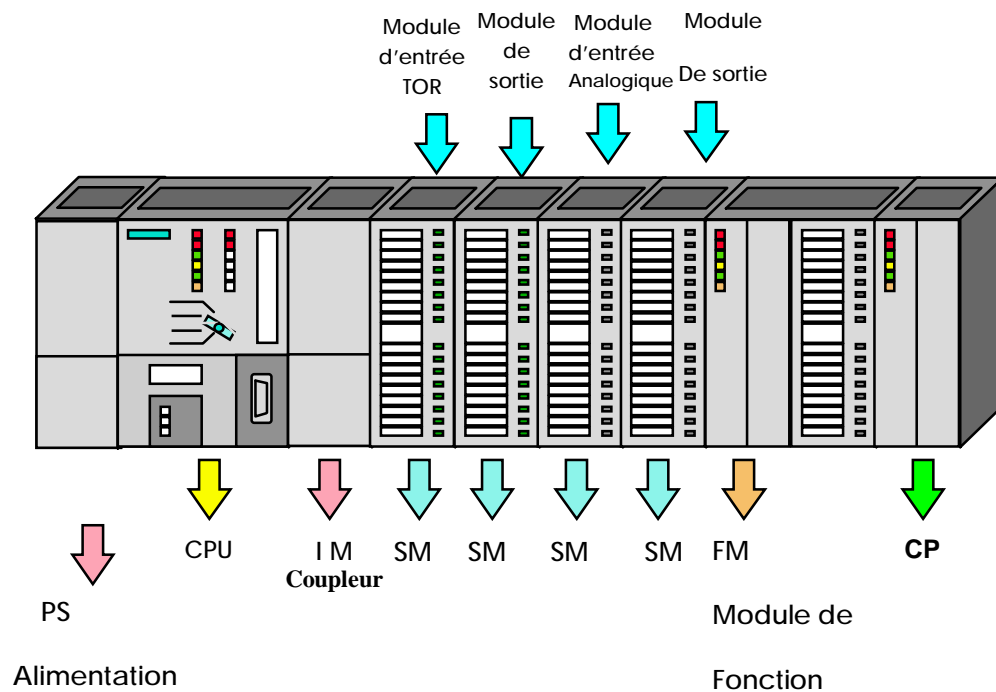 Module
d'entrée
TOR
Module
de
sortie
Module
d'entrée
Analogique
Module
De sortie
CPU
I M
Coupleur
SM
SM
SM
SM
FM
CP
PS
Alimentation
Module de
Fonction